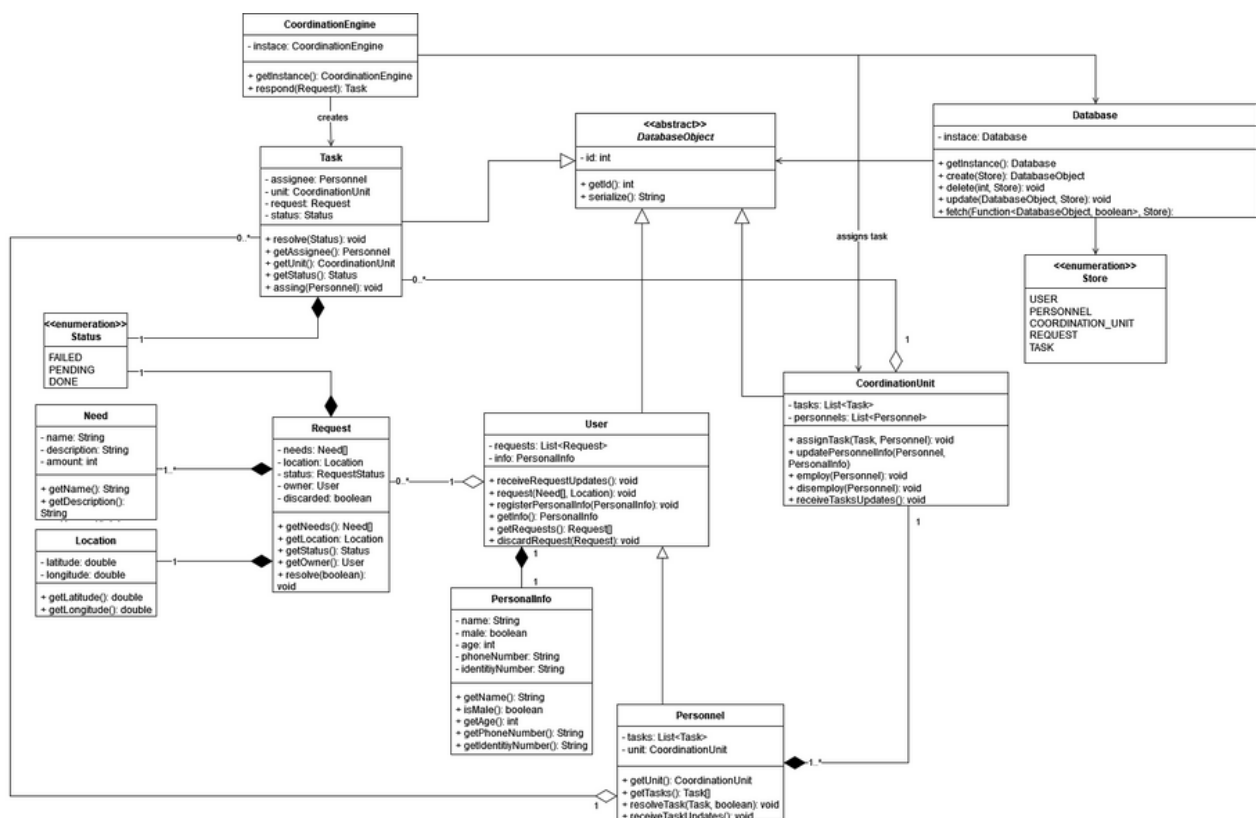 CoordinationEngine
- instace: CoordinationEngine
+ getInstance(): CoordinationEngine
+ respond(Request): Task
creates
<<abstract>>
DatabaseObject
- id: int
+ getId(): int
+ serialize(): String
Database
- instace: Database
+ getInstance(): Database
+ create(Store): DatabaseObject
+ delete(int, Store): void
+ update(DatabaseObject, Store): void
+ fetch(Function<DatabaseObject, boolean>, Store):
Task
- assignee: Personnel
- unit: CoordinationUnit
- request: Request
- status: Status
+ resolve(Status): void
+ getAssignee(): Personnel
+ getUnit(): CoordinationUnit
+ getStatus(): Status
+ assing(Personnel): void
0..*
assigns task
0..*
<<enumeration>>
Store
USER
PERSONNEL
COORDINATION_UNIT
REQUEST
TASK
<<enumeration>>
Status
FAILED
PENDING
DONE
1
1
1
CoordinationUnit
- tasks: List<Task>
- personnels: List<Personnel>
+ assignTask(Task, Personnel): void
+ updatePersonnelInfo(Personnel,
PersonalInfo)
+ employ(Personnel): void
+ disemploy(Personnel): void
+ receiveTasksUpdates(): void
1
Need
- name: String
- description: String
- amount: int
+ getName(): String
+ getDescription():
String
1..*
Request
- needs: Need[]
- location: Location
- status: RequestStatus
- owner: User
- discarded: boolean
+ getNeeds(): Need[]
+ getLocation: Location
+ getStatus(): Status
+ getOwner(): User
+ resolve(boolean):
void
0..*
1
User
- requests: List<Request>
- info: PersonalInfo
+ receiveRequestUpdates(): void
+ request(Need[], Location): void
+ registerPersonalInfo(PersonalInfo): void
+ getInfo(): PersonalInfo
+ getRequests(): Request[]
+ discardRequest(Request): void
Location
- latitude: double
- longitude: double
+ getLatitude(): double
+ getLongitude(): double
1
1
1
PersonalInfo
- name: String
- male: boolean
- age: int
- phoneNumber: String
- identitiyNumber: String
+ getName(): String
+ isMale(): boolean
+ getAge(): int
+ getPhoneNumber(): String
+ getIdentitiyNumber(): String
Personnel
- tasks: List<Task>
- unit: CoordinationUnit
+ getUnit(): CoordinationUnit
+ getTasks(): Task[]
+ resolveTask(Task, boolean): void
+ receiveTaskUpdates(): void
1..*
1